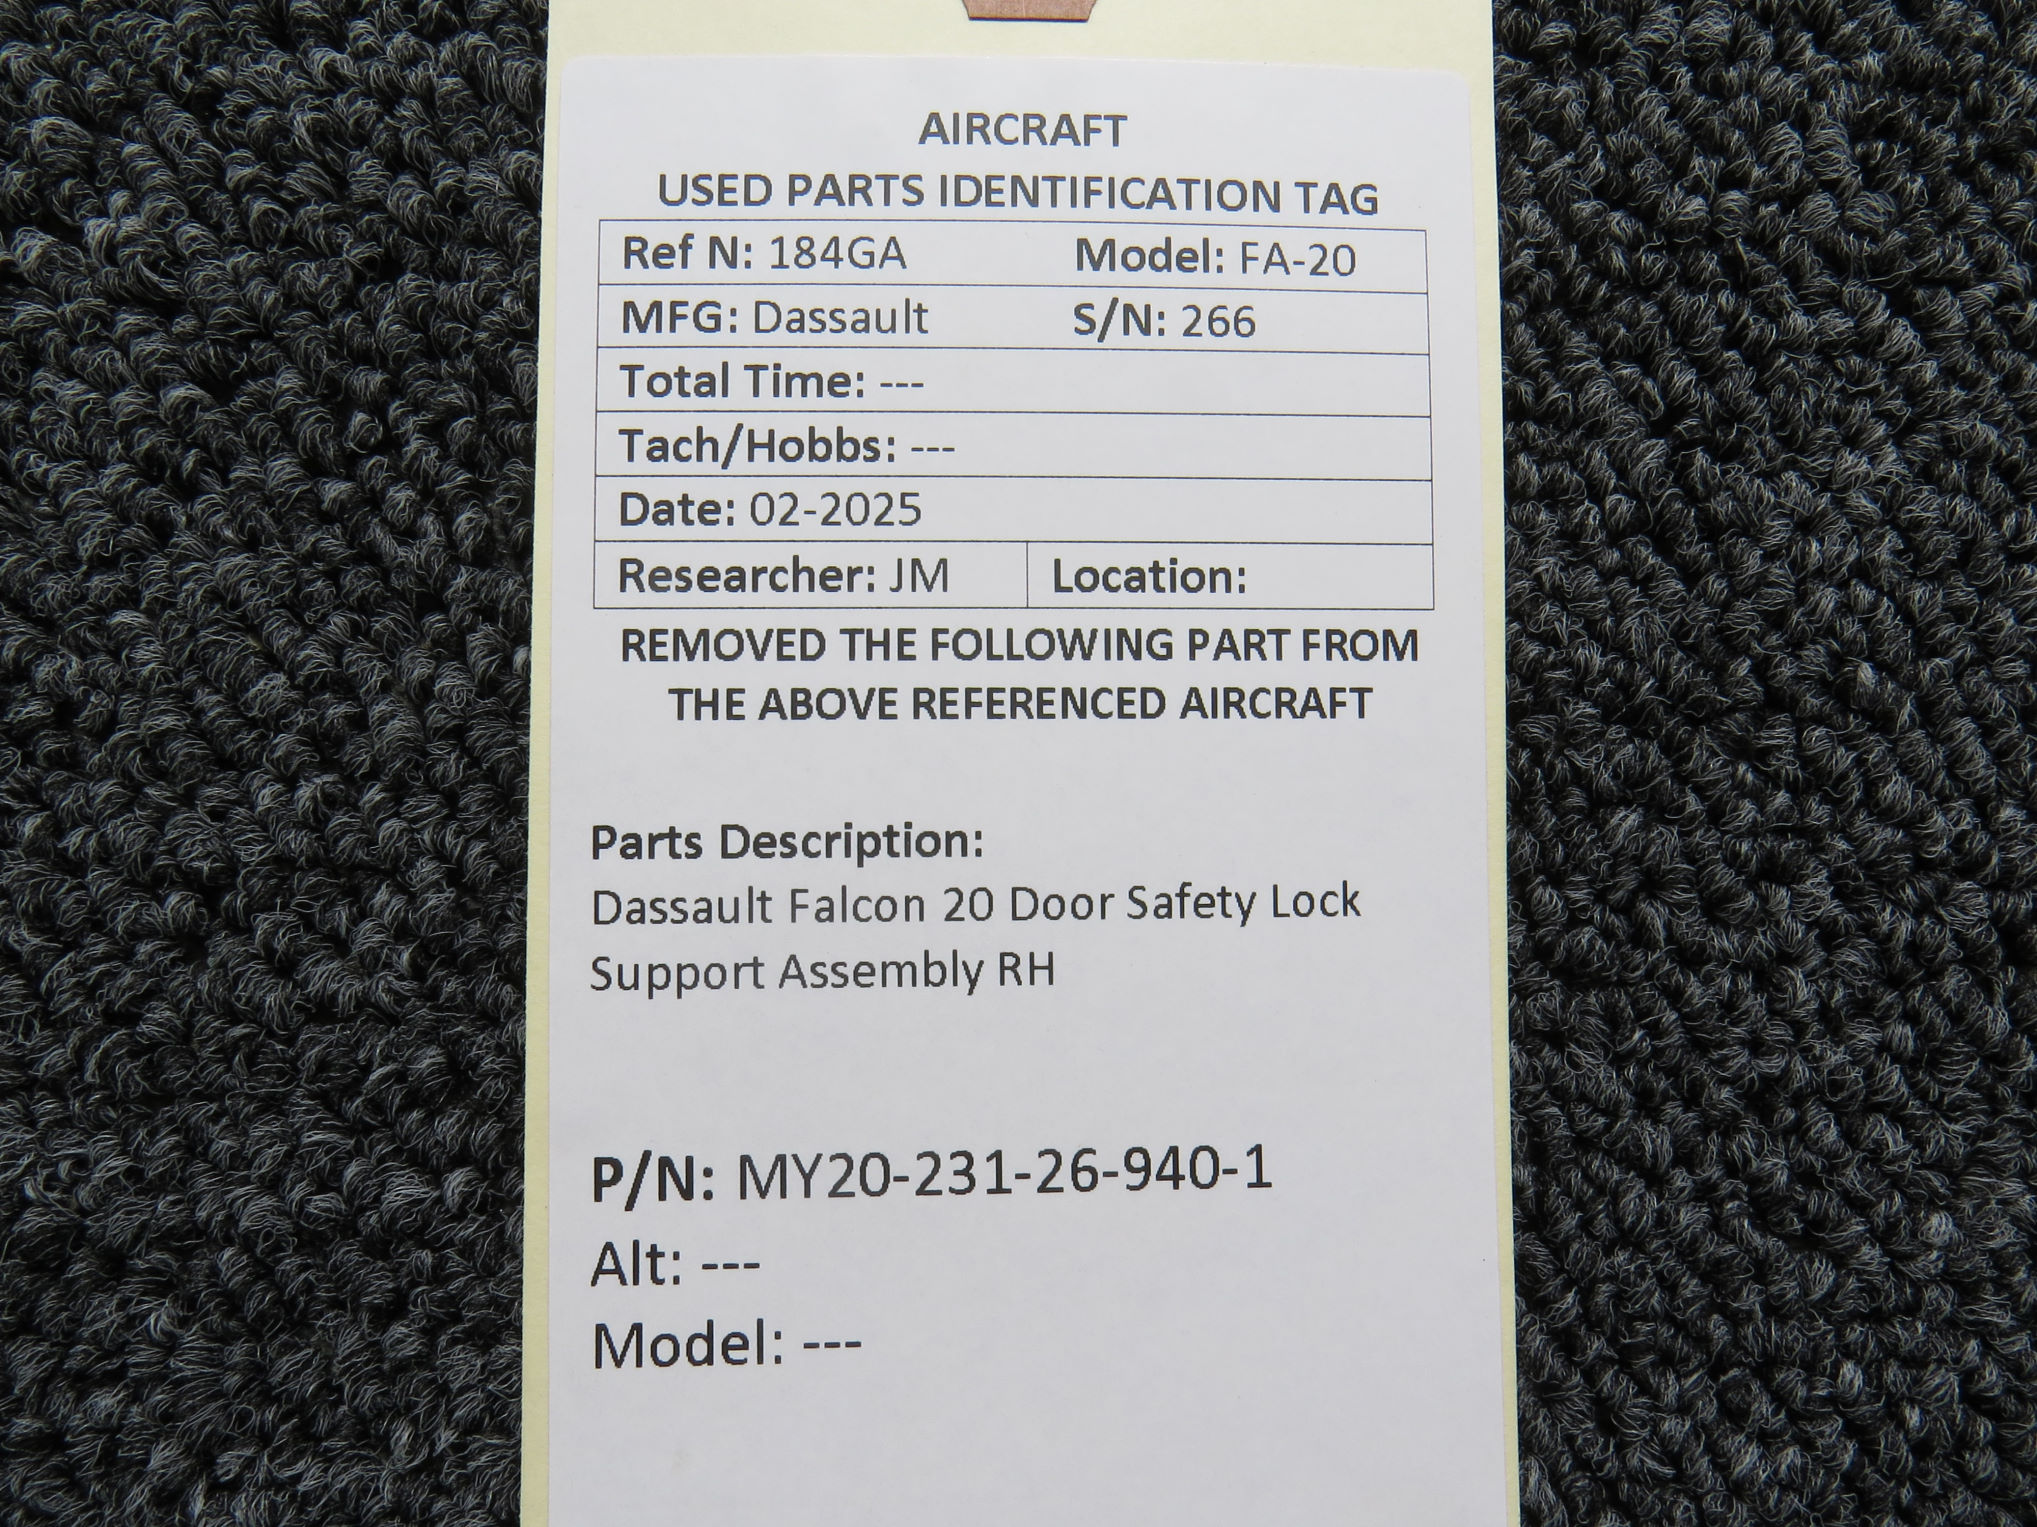 AIRCRAFT
USED PARTS IDENTIFICATION TAG
Ref N: 184GA Model: FA-20
MFG: Dassault S/N: 266
Total Time: ---
Tach/Hobbs: ---
Date: 02-2025
Researcher: JM Location:
REMOVED THE FOLLOWING PART FROM
THE ABOVE REFERENCED AIRCRAFT
Parts Description:
Dassault Falcon 20 Door Safety Lock
Support Assembly RH
P/N: MY20-231-26-940-1
Alt: ---
Model: ---